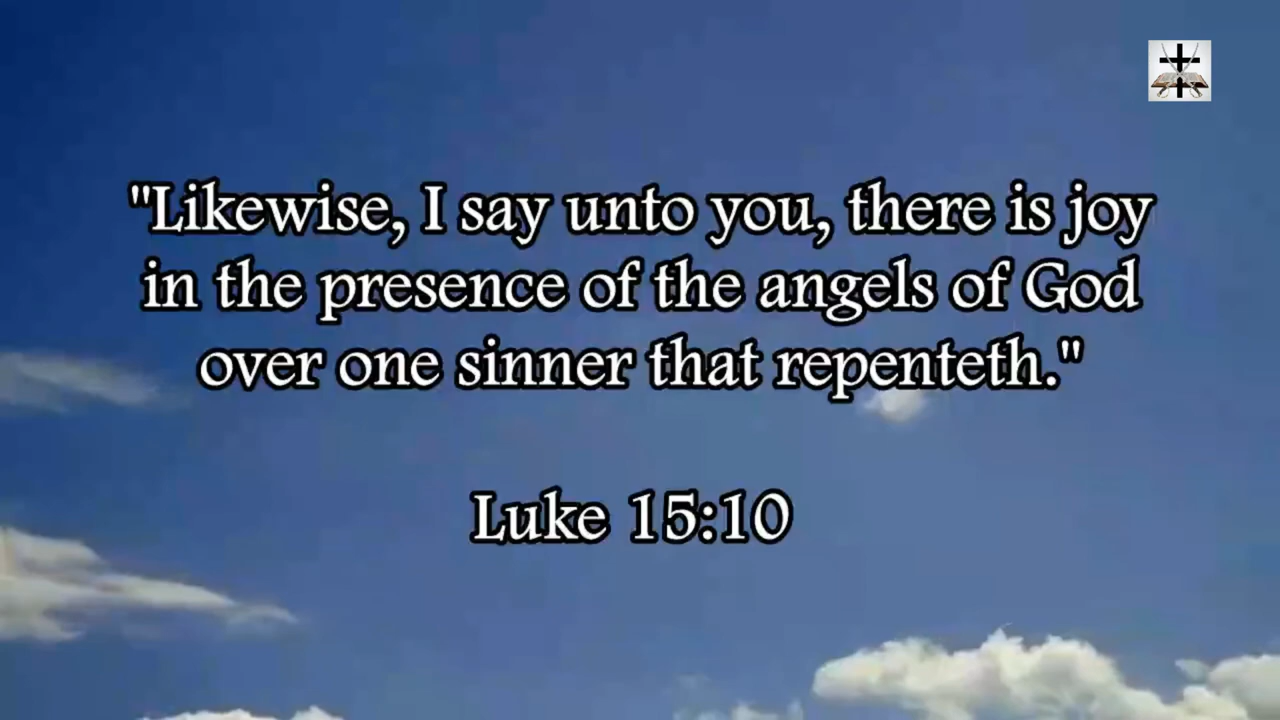 "Likewise, I say unto you, there is joy
in the presence of the angels of God
over one sinner that repenteth."
Luke 15:10